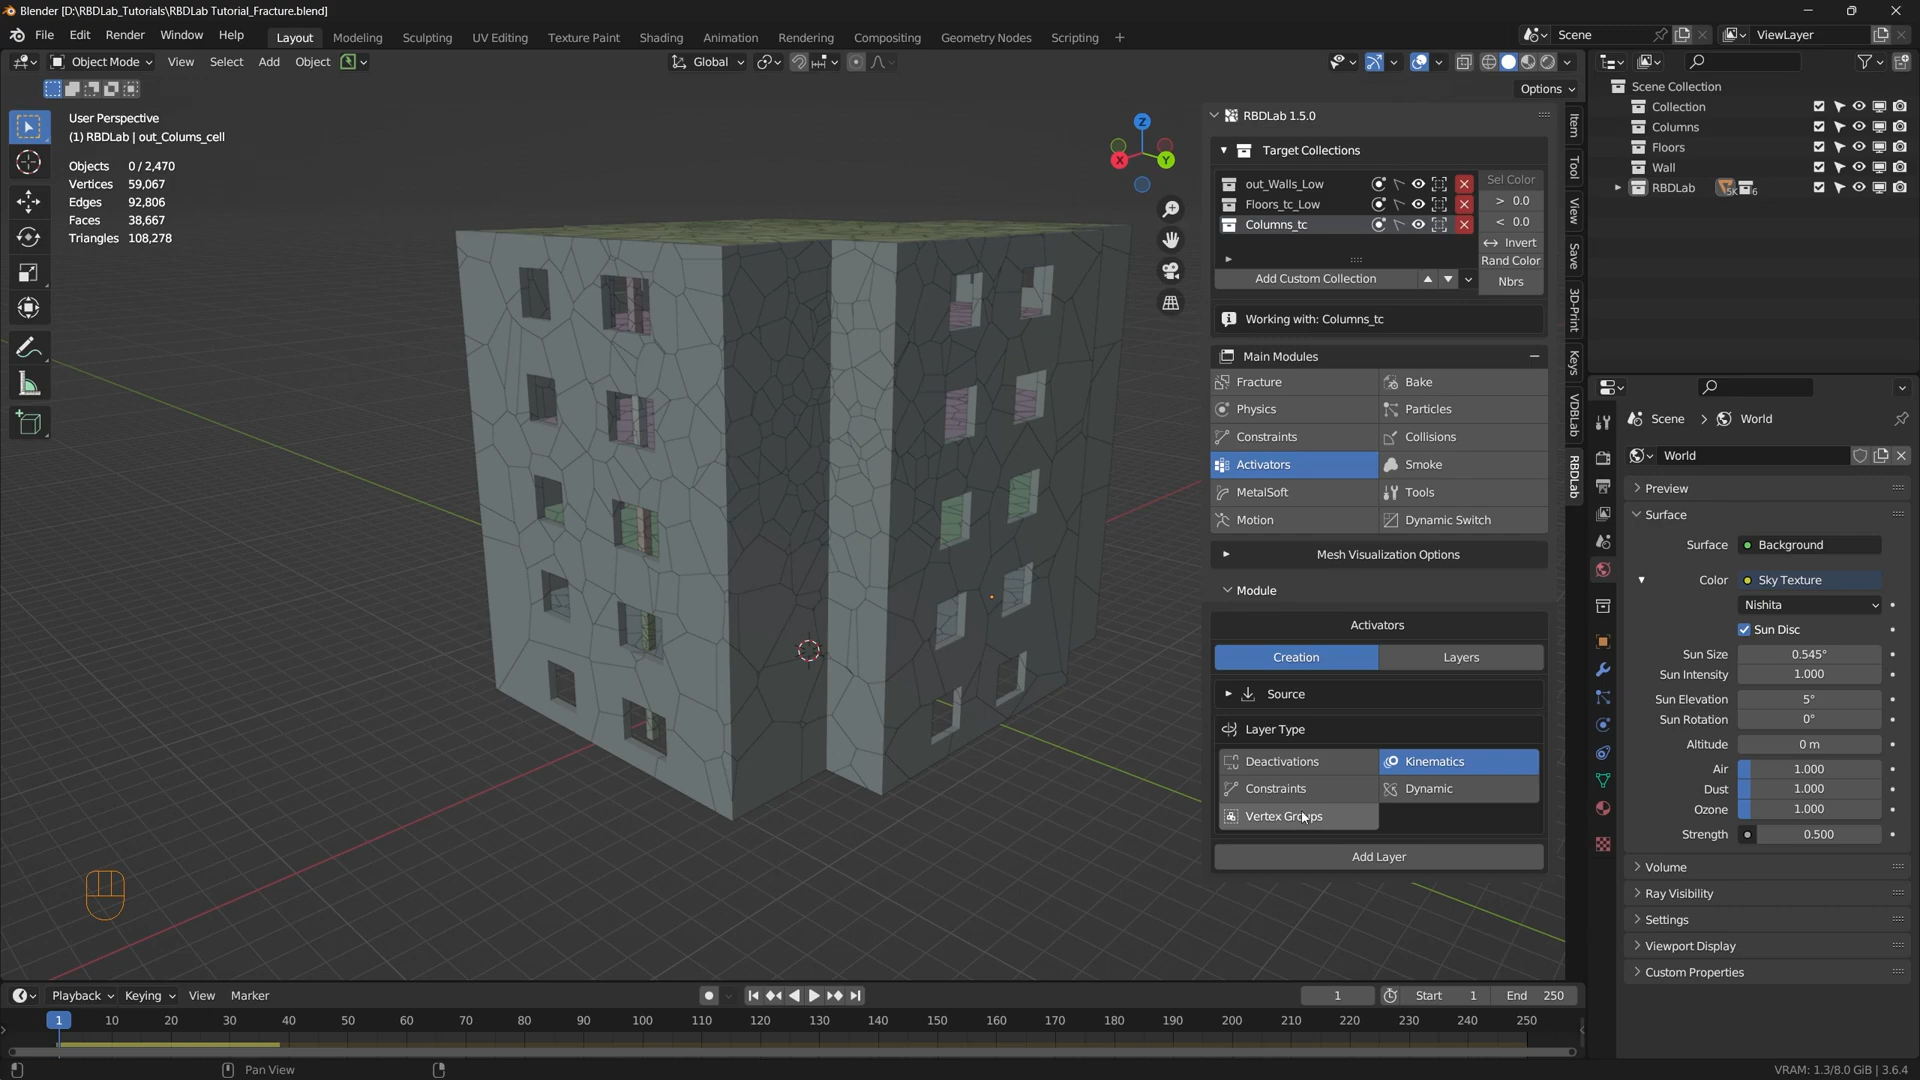 Blender [D:\RBDLab_Tutorials\RBDLab Tutorial_Fracture.blend]
File Edit Render Window Help Layout Modeling Sculpting UV Editing Texture Paint Shading Animation Rendering Compositing Geometry Nodes Scripting + Scene ViewLayer
Object Mode View Select Add Object Global
Options
User Perspective
(1) RBDLab | out_Colums_cell
Objects 0 / 2,470
Vertices 59,067
Edges 92,806
Faces 38,667
Triangles 108,278
Z
X Y
RBDLab 1.5.0
Target Collections
out_Walls_Low
Floors_tc_Low
Columns_tc
Sel Color
> 0.0
< 0.0
Invert
Rand Color
Nbrs
Add Custom Collection
Working with: Columns_tc
Main Modules
Fracture Bake
Physics Particles
Constraints Collisions
Activators Smoke
MetalSoft Tools
Motion Dynamic Switch
Mesh Visualization Options
Module
Activators
Creation Layers
Source
Layer Type
Deactivations Kinematics
Constraints Dynamic
Vertex Groups
Add Layer
Item
Tool
View
Save
3D-Print
Keys
VDBLab
RBDLab
Scene Collection
Collection
Columns
Floors
Wall
RBDLab 5K 6
Scene > World
World
Preview
Surface
Surface Background
Color Sky Texture
Nishita
Sun Disc
Sun Size 0.545°
Sun Intensity 1.000
Sun Elevation 5°
Sun Rotation 0°
Altitude 0 m
Air 1.000
Dust 1.000
Ozone 1.000
Strength 0.500
Volume
Ray Visibility
Settings
Viewport Display
Custom Properties
Playback Keying View Marker 1 Start 1 End 250
1 10 20 30 40 50 60 70 80 90 100 110 120 130 140 150 160 170 180 190 200 210 220 230 240 250
Pan View VRAM: 1.3/8.0 GiB | 3.6.4